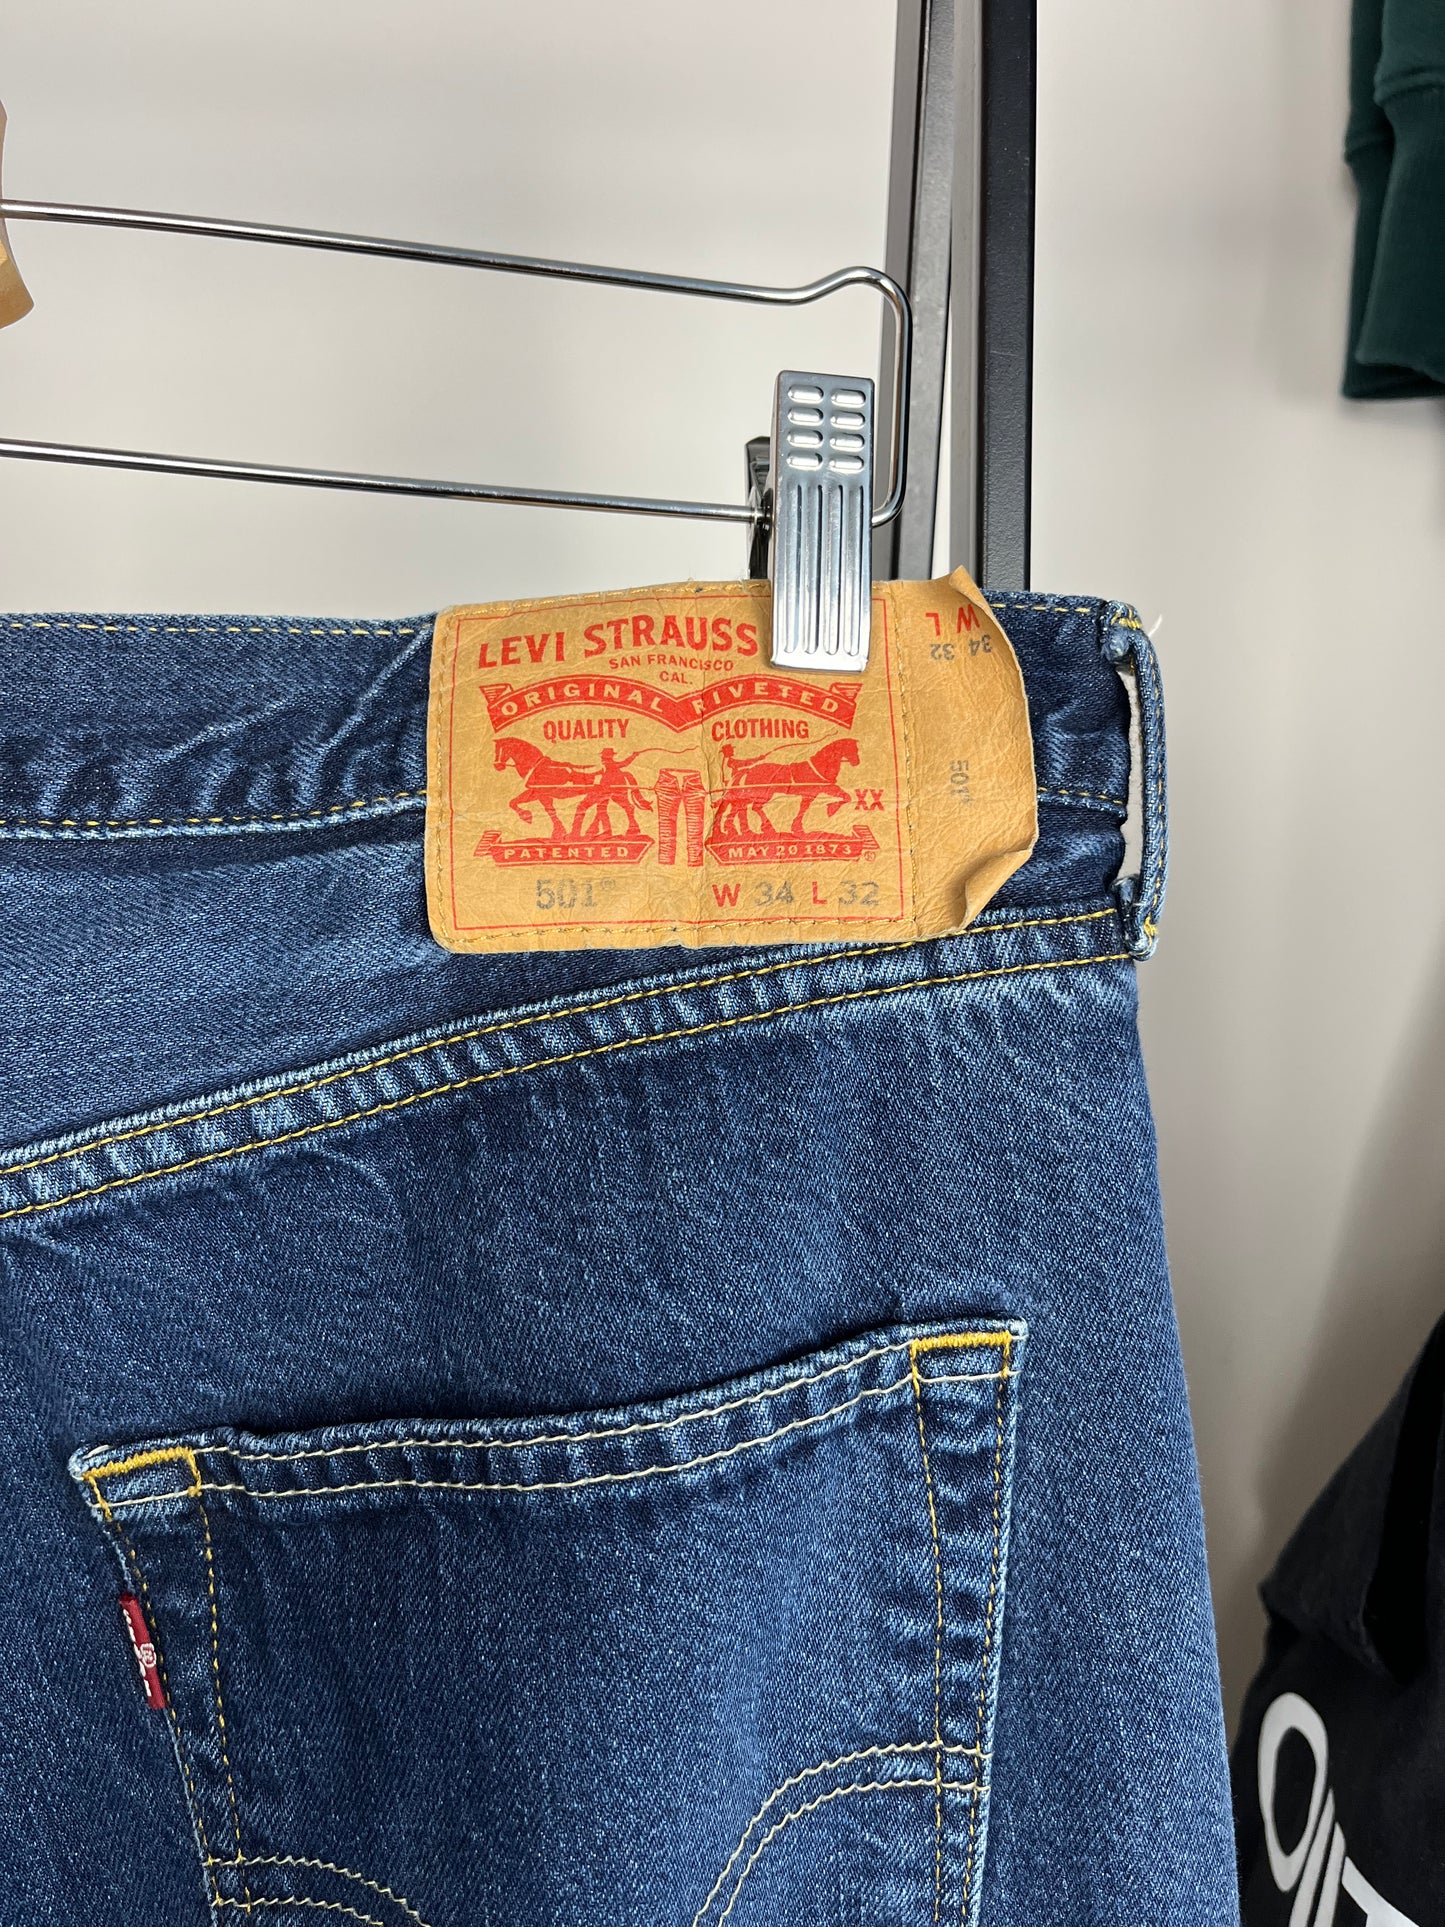 LEVI STRAUSS
SAN FRANCISCO
CAL.
ORIGINAL RIVETED
QUALITY CLOTHING
XX
PATENTED MAY 20 1873 ®
501® W 34 L 32
W 34
L 32
501®